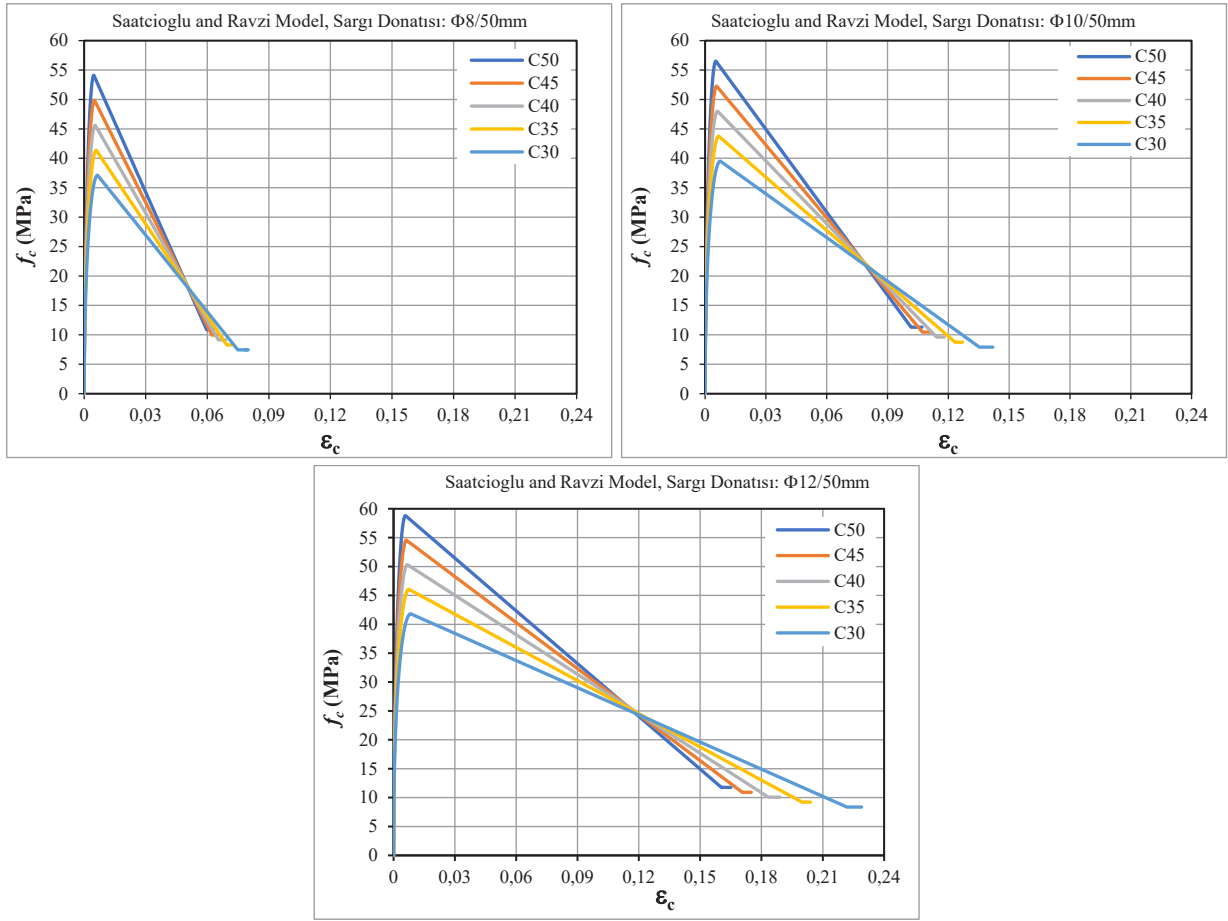 Saatcioglu and Ravzi Model, Sargı Donatısı: Φ8/50mm
60
55
50
45
40
35
30
25
20
15
10
5
0
f_c (MPa)
C50
C45
C40
C35
C30
0 0,03 0,06 0,09 0,12 0,15 0,18 0,21 0,24
ε_c
Saatcioglu and Ravzi Model, Sargı Donatısı: Φ10/50mm
60
55
50
45
40
35
30
25
20
15
10
5
0
f_c (MPa)
C50
C45
C40
C35
C30
0 0,03 0,06 0,09 0,12 0,15 0,18 0,21 0,24
ε_c
Saatcioglu and Ravzi Model, Sargı Donatısı: Φ12/50mm
60
55
50
45
40
35
30
25
20
15
10
5
0
f_c (MPa)
C50
C45
C40
C35
C30
0 0,03 0,06 0,09 0,12 0,15 0,18 0,21 0,24
ε_c